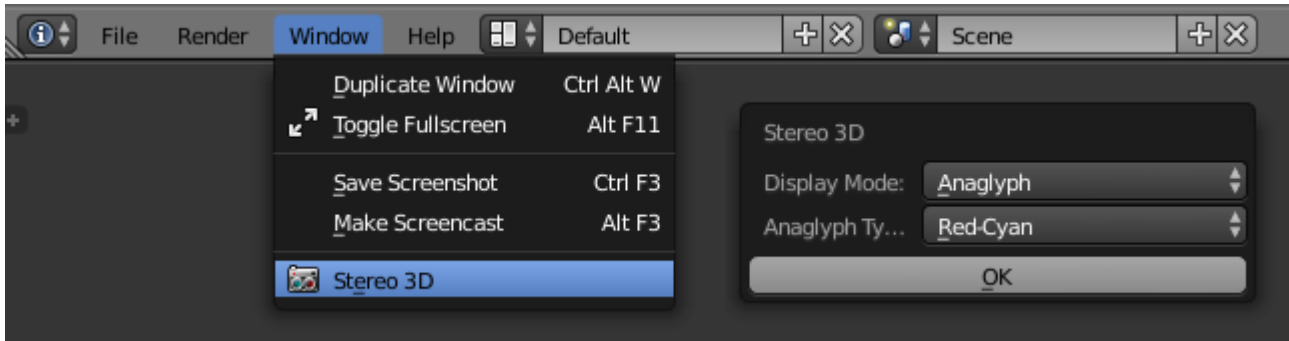 File Render Window Help Default Scene
Duplicate Window Ctrl Alt W
Toggle Fullscreen Alt F11
Save Screenshot Ctrl F3
Make Screencast Alt F3
Stereo 3D
Stereo 3D
Display Mode: Anaglyph
Anaglyph Ty... Red-Cyan
OK